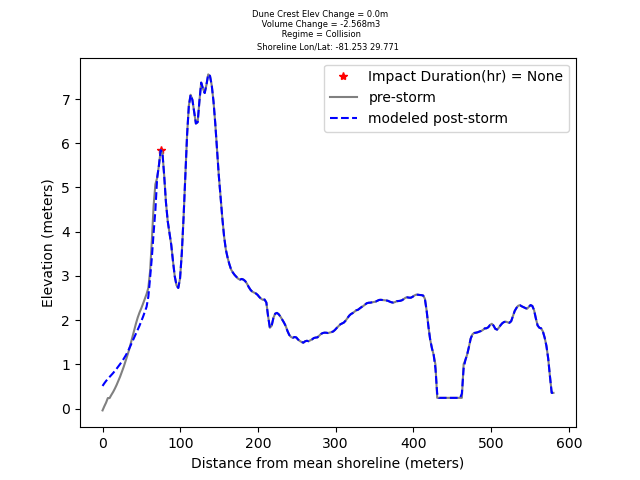 Dune Crest Elev Change = 0.0m
Volume Change = -2.568m3
Regime = Collision
Shoreline Lon/Lat: -81.253 29.771
Impact Duration(hr) = None
pre-storm
modeled post-storm
Elevation (meters)
7
6
5
4
3
2
1
0
0 100 200 300 400 500 600
Distance from mean shoreline (meters)